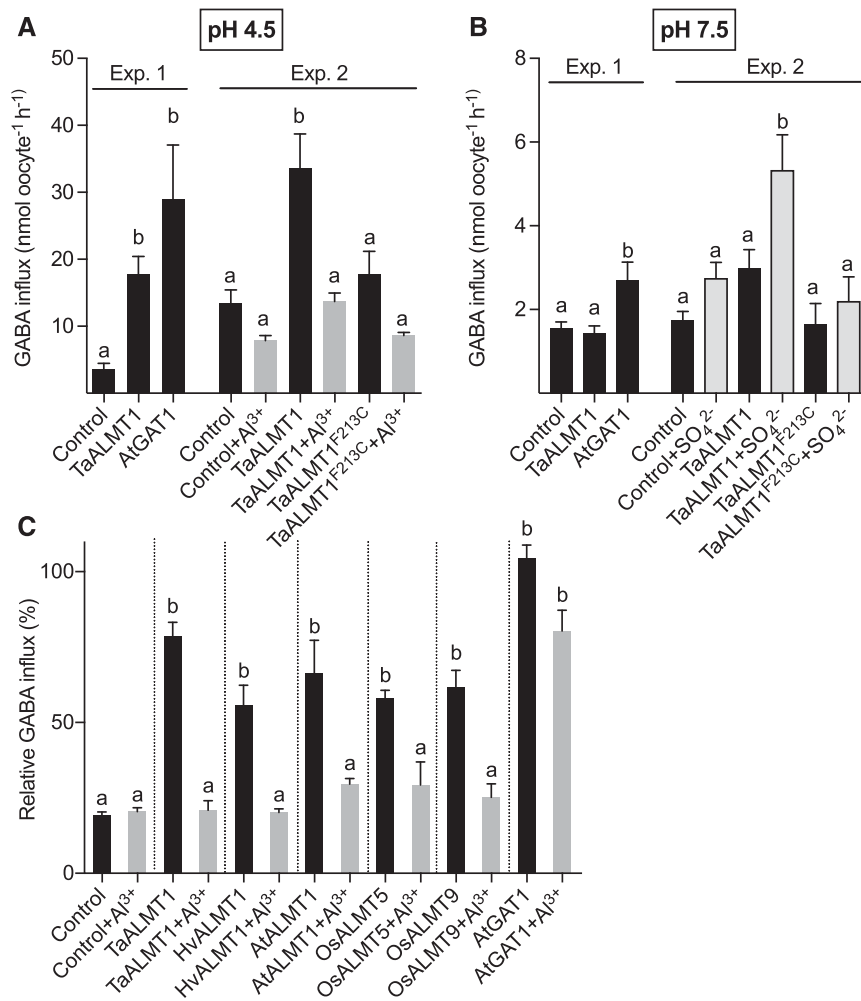 A
pH 4.5
GABA influx (nmol oocyte⁻¹ h⁻¹)
50
40
30
20
10
Exp. 1
Exp. 2
a
b
b
a
a
b
a
a
a
Control
TaALMT1
AtGAT1
Control
Control+Al³⁺
TaALMT1
TaALMT1+Al³⁺
TaALMT1F213C
TaALMT1F213C+Al³⁺
B
pH 7.5
GABA influx (nmol oocyte⁻¹ h⁻¹)
8
6
4
2
Exp. 1
Exp. 2
a
a
b
a
a
a
b
a
a
Control
TaALMT1
AtGAT1
Control
Control+SO₄²⁻
TaALMT1
TaALMT1+SO₄²⁻
TaALMT1F213C
TaALMT1F213C+SO₄²⁻
C
Relative GABA influx (%)
100
50
0
a
a
b
a
b
a
b
a
b
a
b
a
b
b
Control
Control+Al³⁺
TaALMT1
TaALMT1+Al³⁺
HvALMT1
HvALMT1+Al³⁺
AtALMT1
AtALMT1+Al³⁺
OsALMT5
OsALMT5+Al³⁺
OsALMT9
OsALMT9+Al³⁺
AtGAT1
AtGAT1+Al³⁺